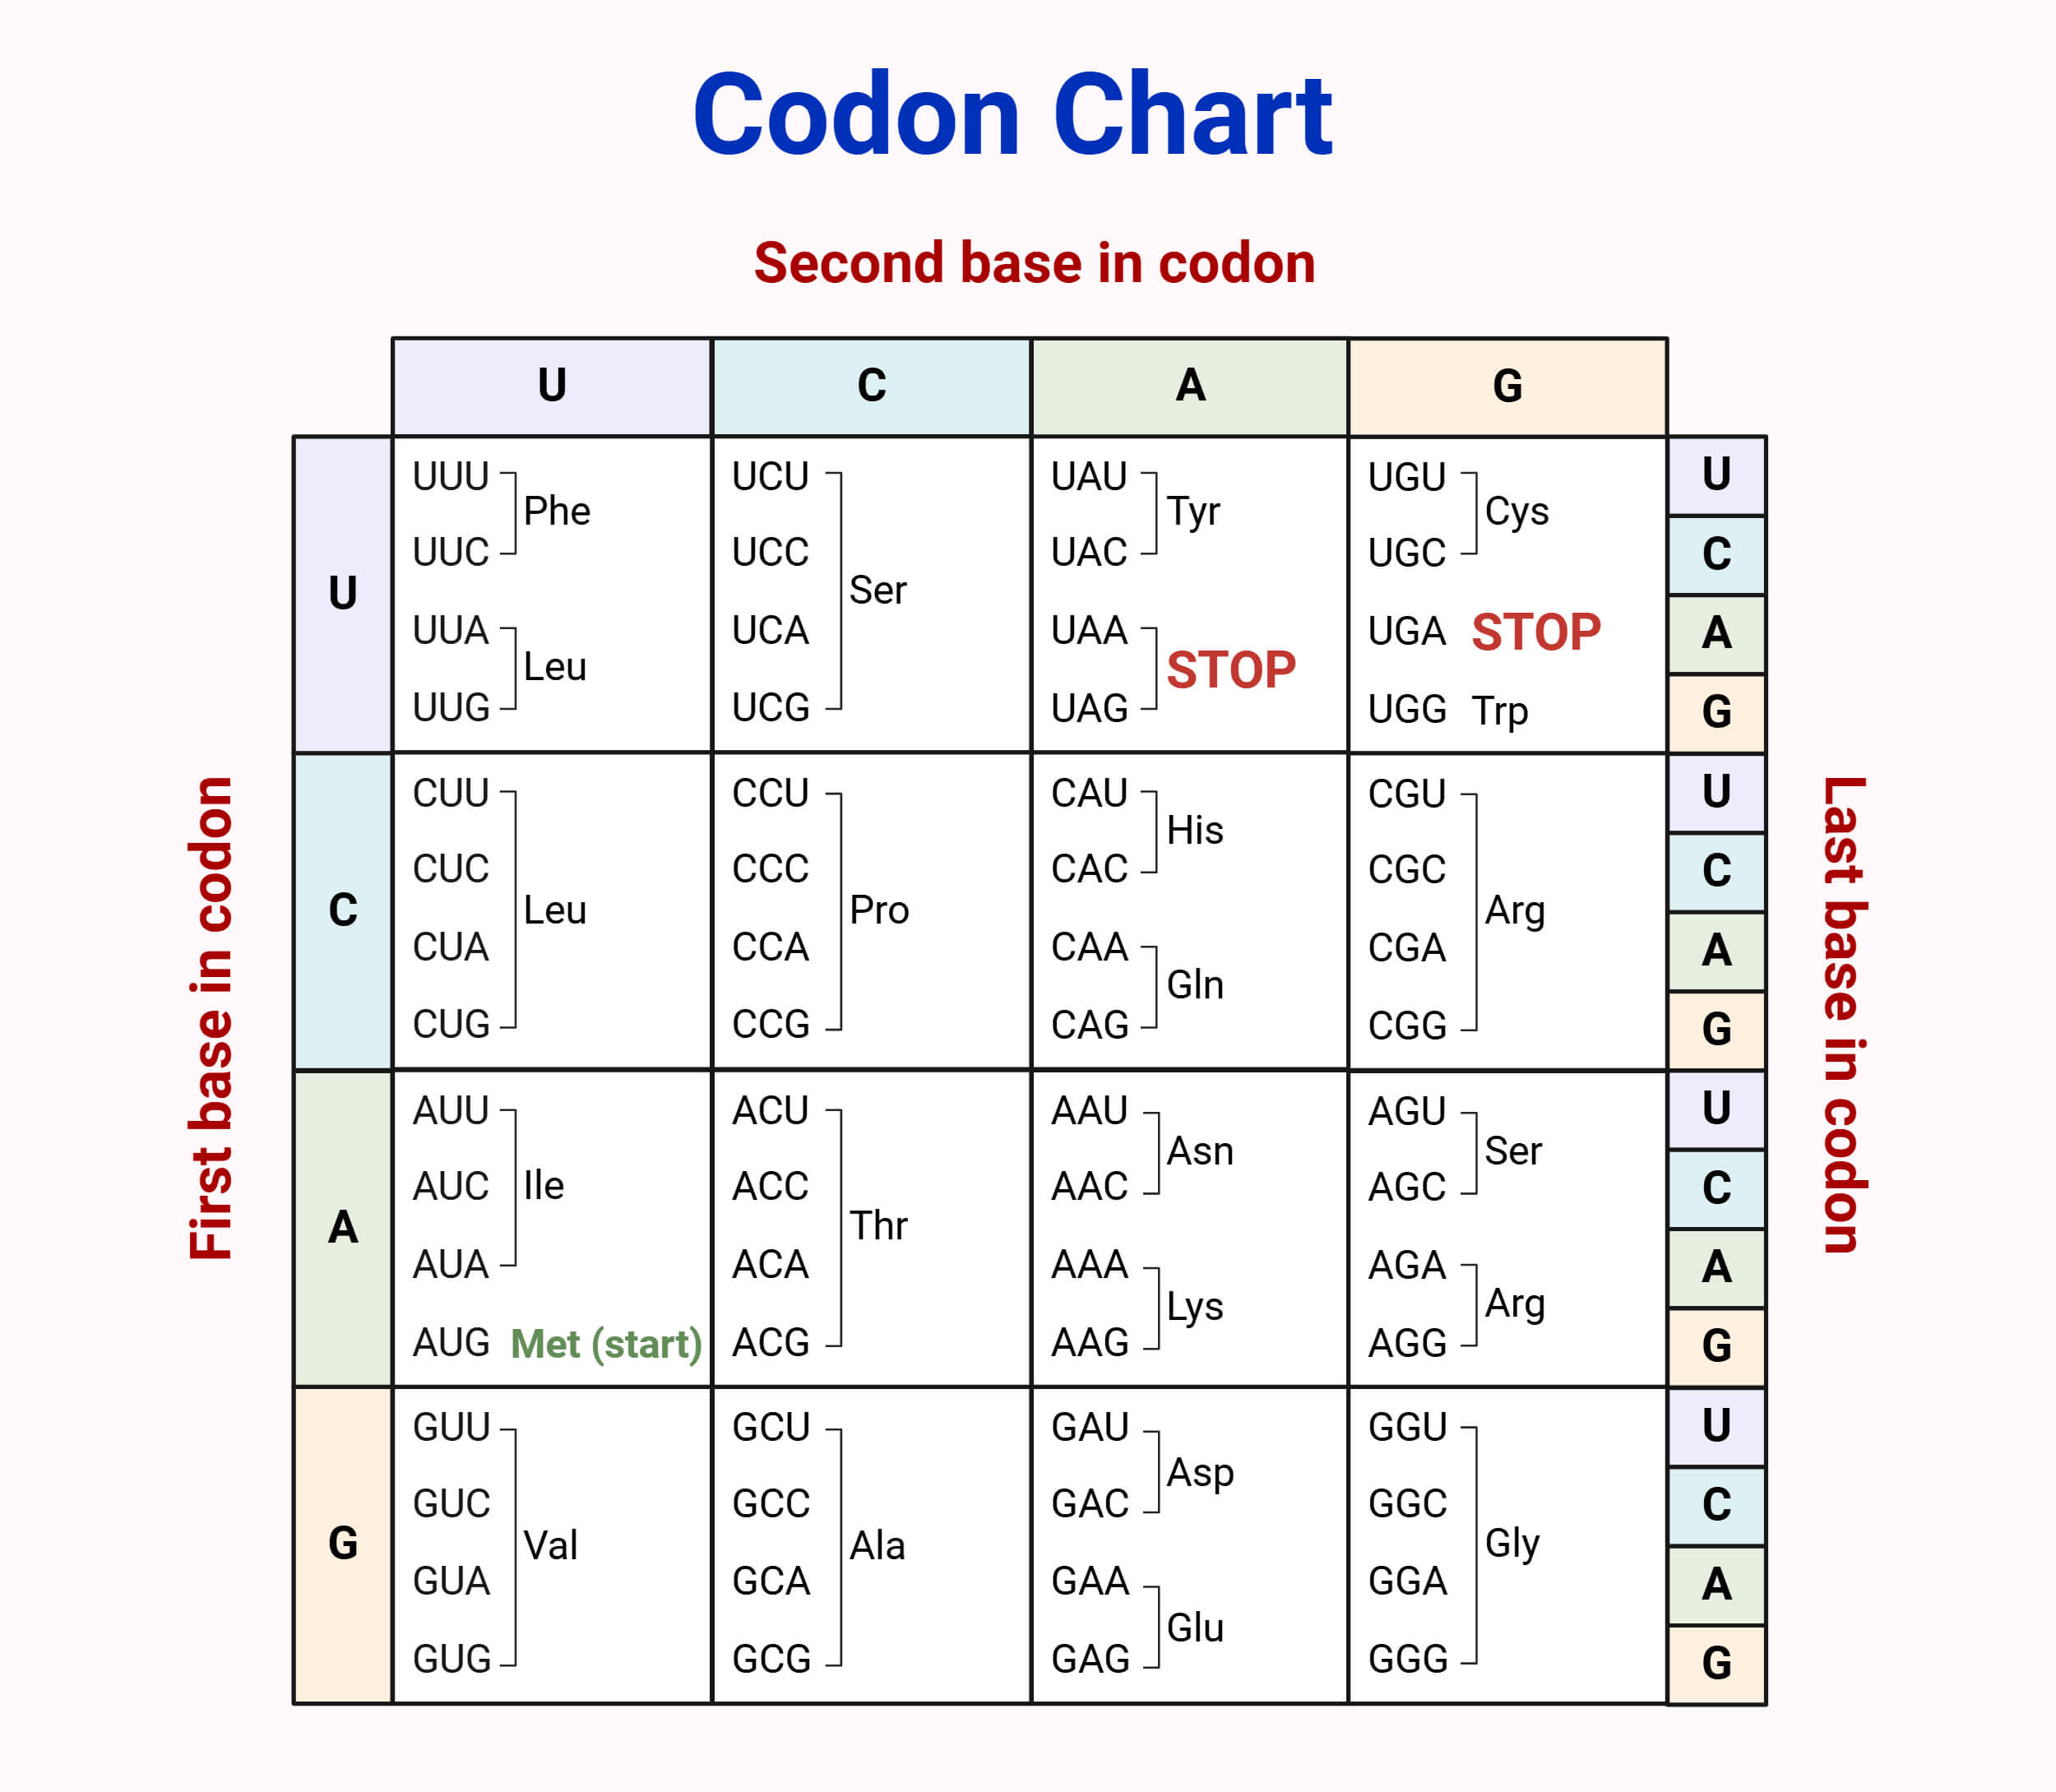 Codon Chart
Second base in codon
First base in codon
Last base in codon
U C A G
U
UUU
UUC
Phe
UUA
UUG
Leu
UCU
UCC
UCA
UCG
Ser
UAU
UAC
Tyr
UAA
UAG
STOP
UGU
UGC
Cys
UGA STOP
UGG Trp
U
C
A
G
C
CUU
CUC
CUA
CUG
Leu
CCU
CCC
CCA
CCG
Pro
CAU
CAC
His
CAA
CAG
Gln
CGU
CGC
CGA
CGG
Arg
U
C
A
G
A
AUU
AUC
AUA
Ile
AUG Met (start)
ACU
ACC
ACA
ACG
Thr
AAU
AAC
Asn
AAA
AAG
Lys
AGU
AGC
Ser
AGA
AGG
Arg
U
C
A
G
G
GUU
GUC
GUA
GUG
Val
GCU
GCC
GCA
GCG
Ala
GAU
GAC
Asp
GAA
GAG
Glu
GGU
GGC
GGA
GGG
Gly
U
C
A
G